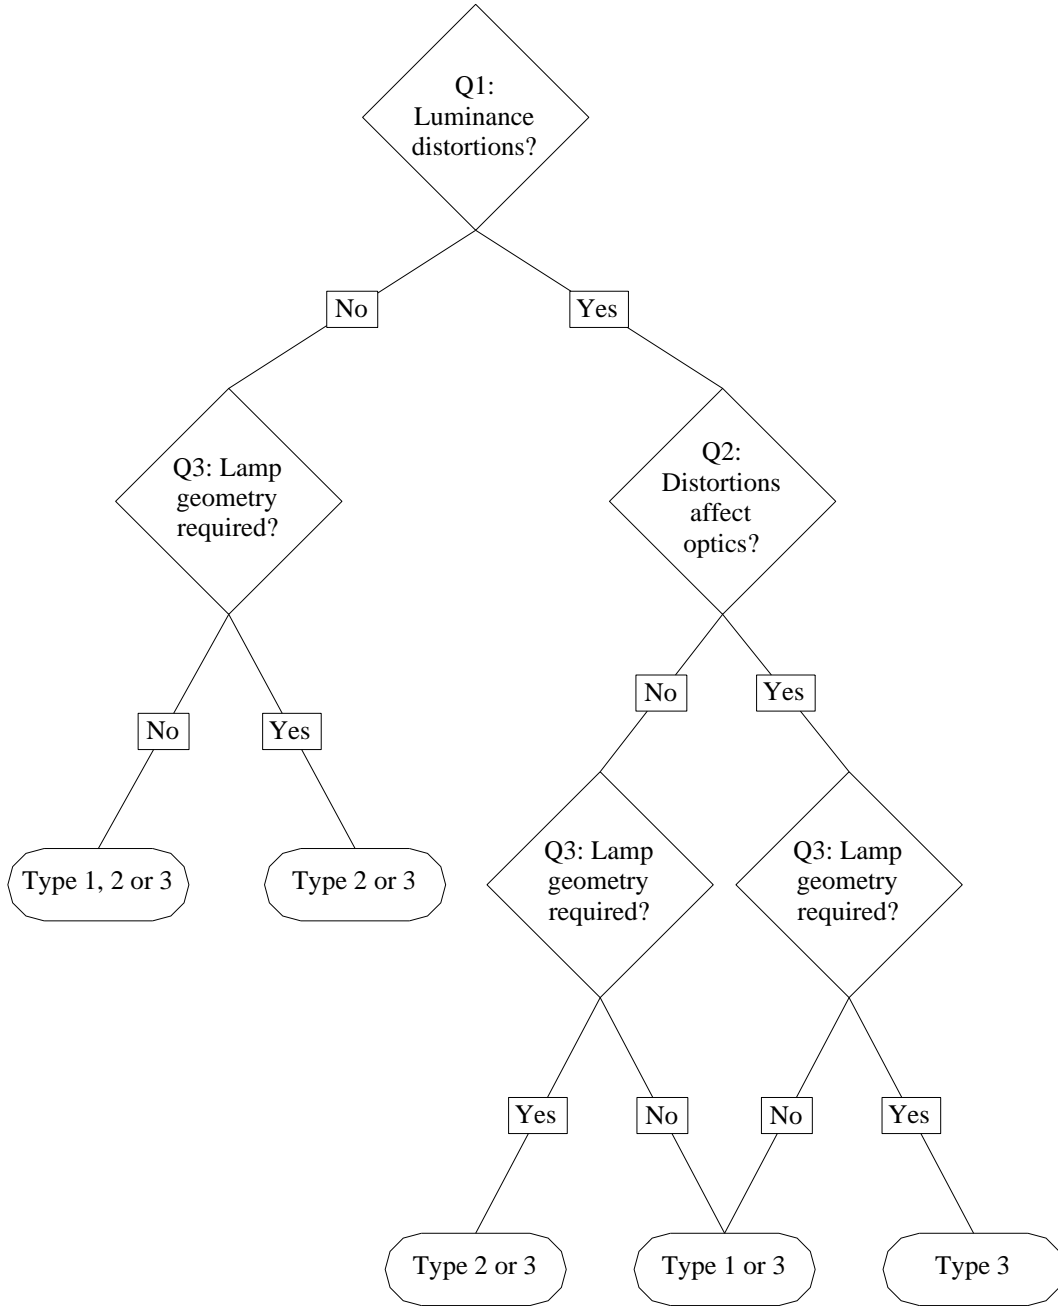 Q1:
Luminance
distortions?
No
Yes
Q3: Lamp
geometry
required?
Q2:
Distortions
affect
optics?
No
Yes
No
Yes
Type 1, 2 or 3
Type 2 or 3
Q3: Lamp
geometry
required?
Q3: Lamp
geometry
required?
Yes
No
No
Yes
Type 2 or 3
Type 1 or 3
Type 3